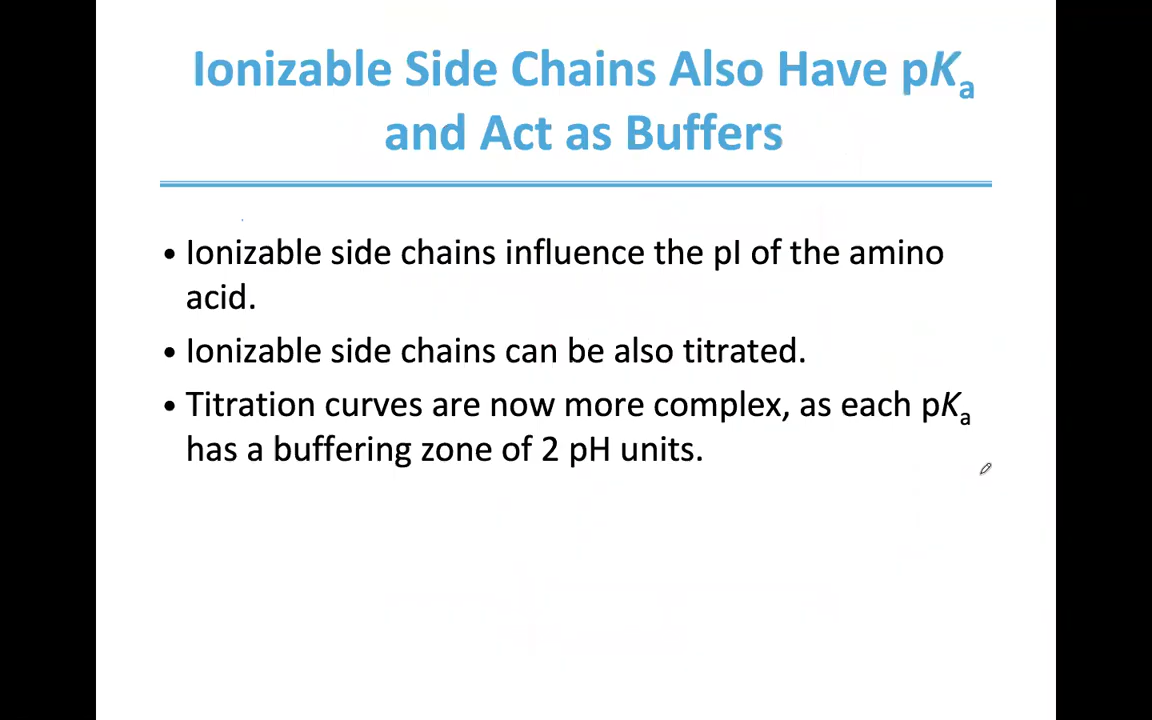 Ionizable Side Chains Also Have pKa
and Act as Buffers
• Ionizable side chains influence the pI of the amino
acid.
• Ionizable side chains can be also titrated.
• Titration curves are now more complex, as each pKa
has a buffering zone of 2 pH units.